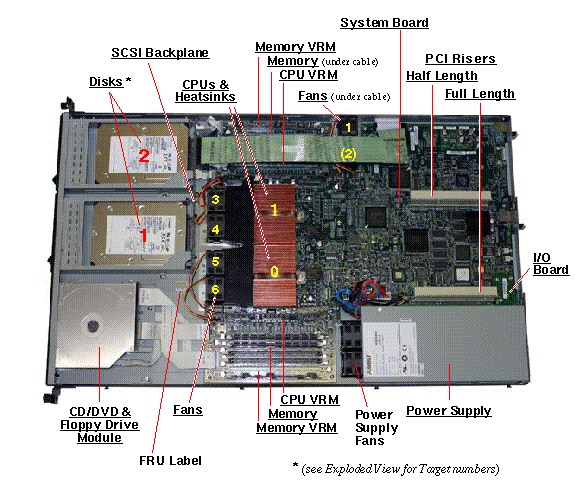 System Board
Memory VRM
SCSI Backplane
Memory (under cable)
PCI Risers
Disks *
CPUs &
Heatsinks
CPU VRM
Half Length
Fans (under cable)
Full Length
1
2
(2)
3
1
4
1
5
0
I/O
Board
6
CD/DVD &
Floppy Drive
Module
Fans
CPU VRM
Memory
Memory VRM
Power
Supply
Fans
Power Supply
FRU Label
* (see Exploded View for Target numbers)